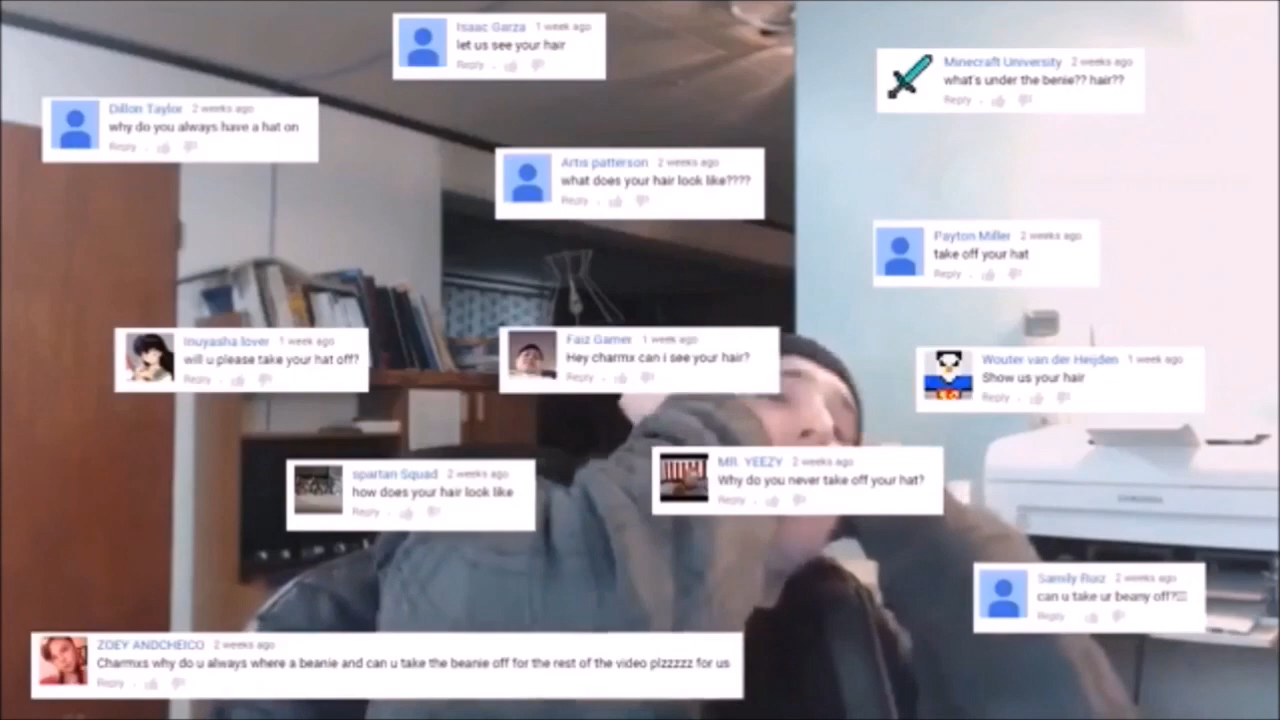 Isaac Garza 1 week ago
let us see your hair
Reply
Minecraft University 2 weeks ago
what's under the benie?? hair??
Reply
Dillon Taylor 2 weeks ago
why do you always have a hat on
Reply
Artis patterson 2 weeks ago
what does your hair look like????
Reply
Payton Miller 2 weeks ago
take off your hat
Reply
Inuyasha lover 1 week ago
will u please take your hat off?
Reply
Faiz Gamer 1 week ago
Hey charmx can i see your hair?
Reply
Wouter van der Heijden 1 week ago
Show us your hair
Reply
spartan Squad 2 weeks ago
how does your hair look like
Reply
MR. YEEZY 2 weeks ago
Why do you never take off your hat?
Reply
Samily Ruiz 2 weeks ago
can u take ur beany off?
Reply
ZOEY ANDCHEICO 2 weeks ago
Charmxs why do u always where a beanie and can u take the beanie off for the rest of the video plzzzzz for us
Reply